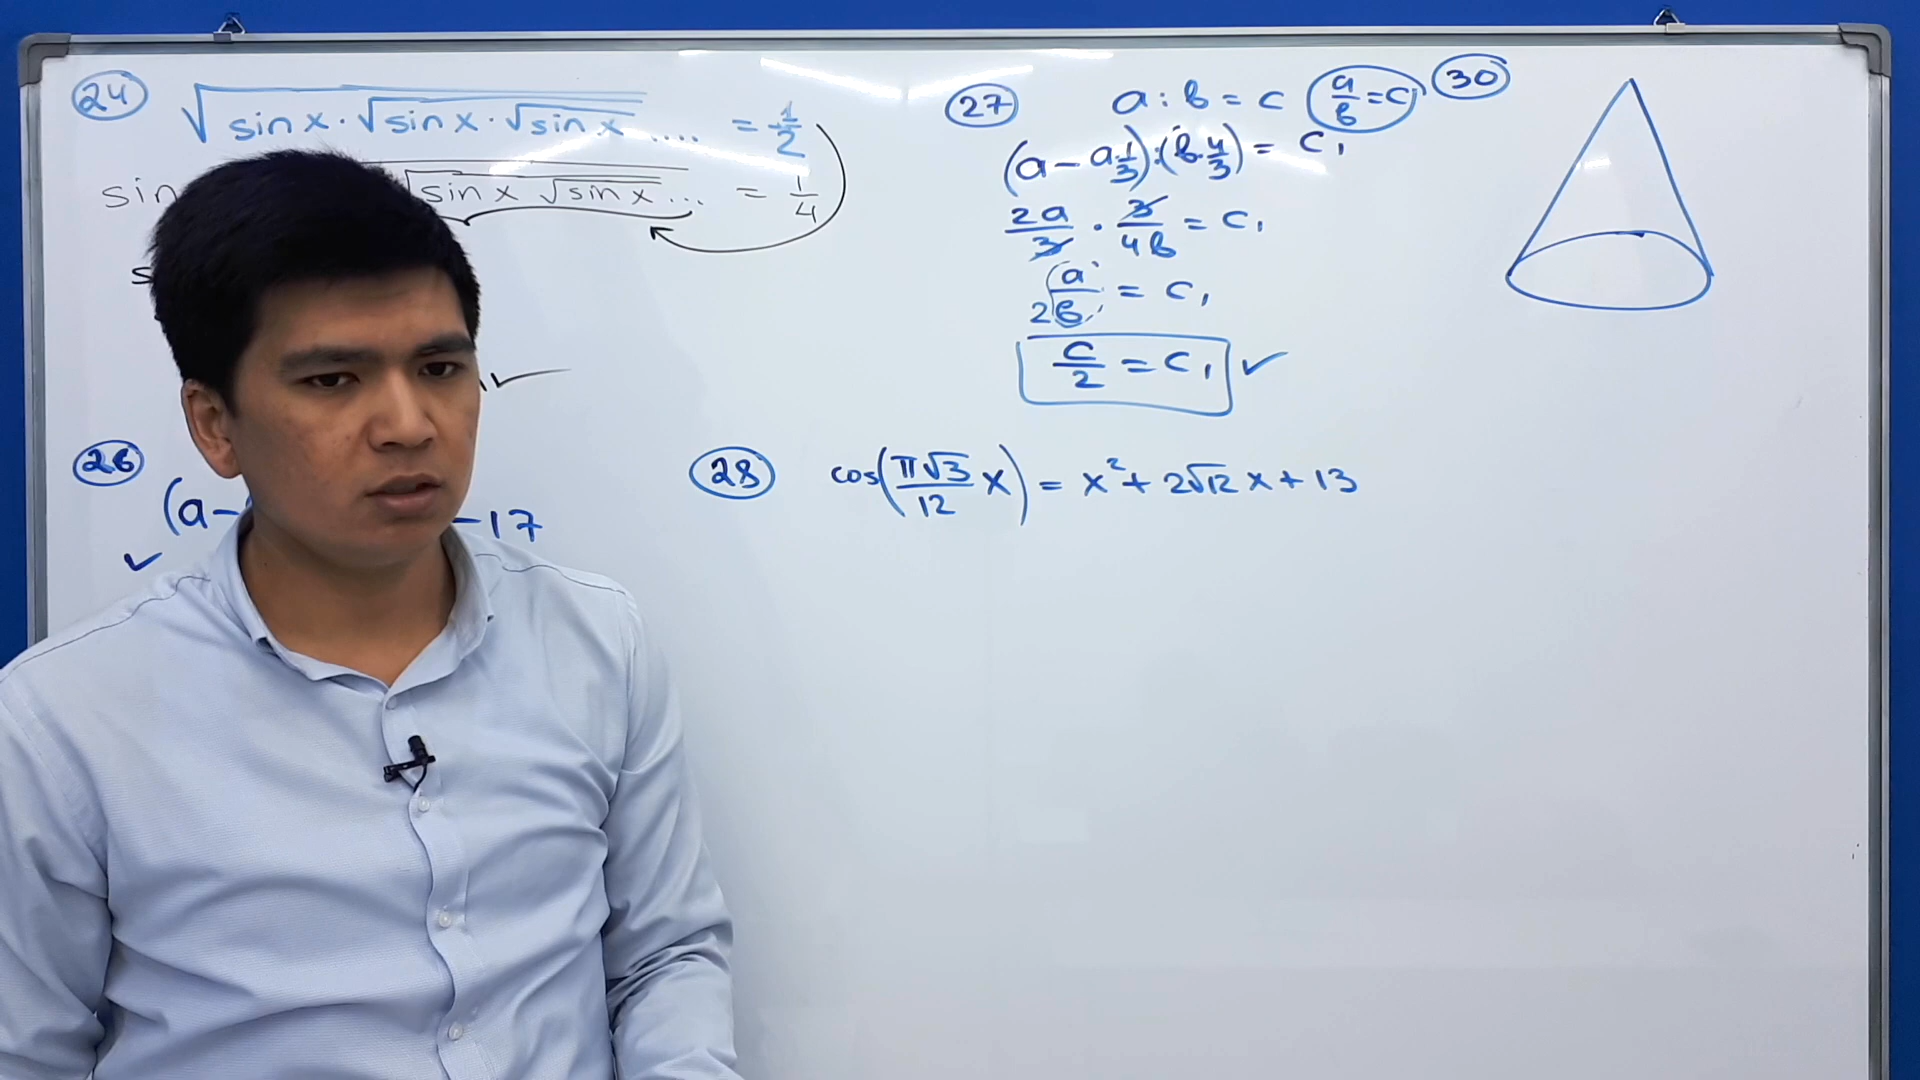 24 √(sin x · √(sin x · √(sin x .... = 1/2
sin √(sin x √(sin x ... = 1/4
26
(a- -17
27 a : b = c a/b = c
(a - a·1/3) : (b·4/3) = c₁
2a/3 · 3/4b = c₁
a/2b = c₁
c/2 = c₁ ✓
28 cos(π√3/12 x) = x² + 2√12 x + 13
30